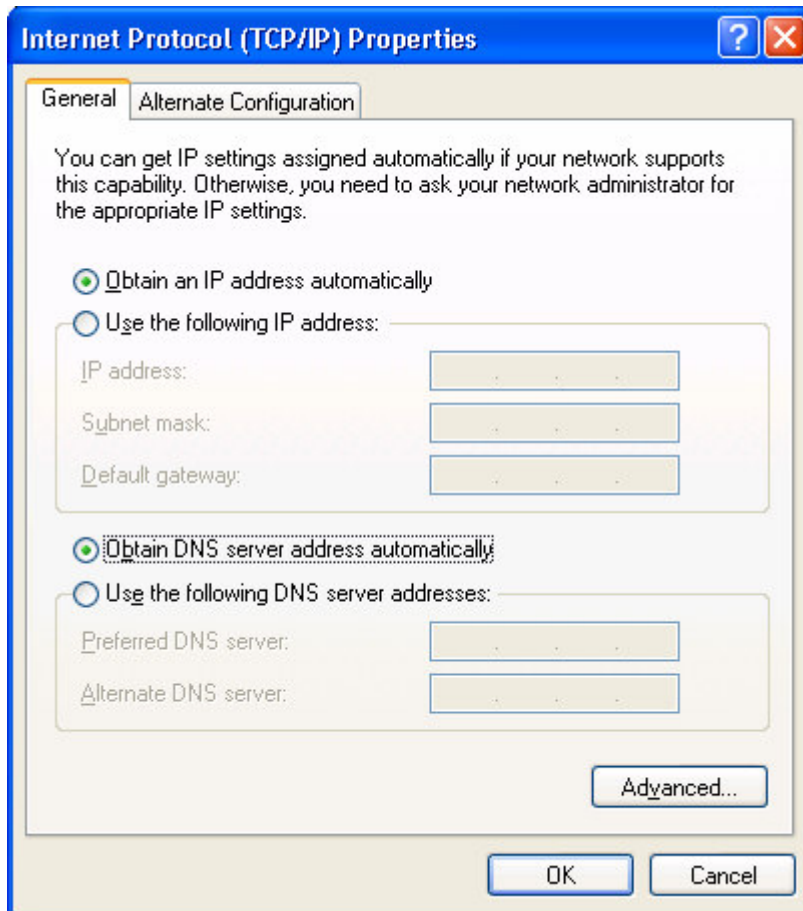 Internet Protocol (TCP/IP) Properties
General
Alternate Configuration
You can get IP settings assigned automatically if your network supports
this capability. Otherwise, you need to ask your network administrator for
the appropriate IP settings.
Obtain an IP address automatically
Use the following IP address:
IP address:
Subnet mask:
Default gateway:
Obtain DNS server address automatically
Use the following DNS server addresses:
Preferred DNS server:
Alternate DNS server:
Advanced...
OK
Cancel